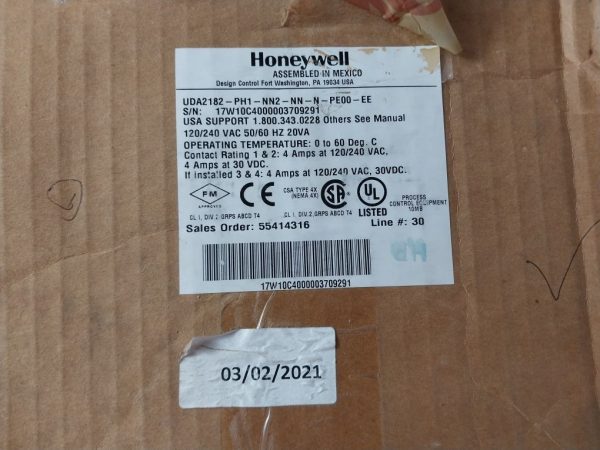 Honeywell
ASSEMBLED IN MEXICO
Design Control Fort Washington, PA 19034 USA
UDA2182-PH1-NN2-NN-N-PE00-EE
S/N: 17W10C4000003709291
USA SUPPORT 1.800.343.0228 Others See Manual
120/240 VAC 50/60 HZ 20VA
OPERATING TEMPERATURE: 0 to 60 Deg. C
Contact Rating 1 & 2: 4 Amps at 120/240 VAC,
4 Amps at 30 VDC.
If installed 3 & 4: 4 Amps at 120/240 VAC, 30VDC.
FM
APPROVED
CE
CSA TYPE 4X
(NEMA 4X)
SA
UL
LISTED
PROCESS
CONTROL EQUIPMENT
10MB
CL 1, DIV 2, GRPS ABCD T4
CL 1, DIV 2, GRPS ABCD T4
Sales Order: 55414316
Line #: 30
17W10C4000003709291
03/02/2021